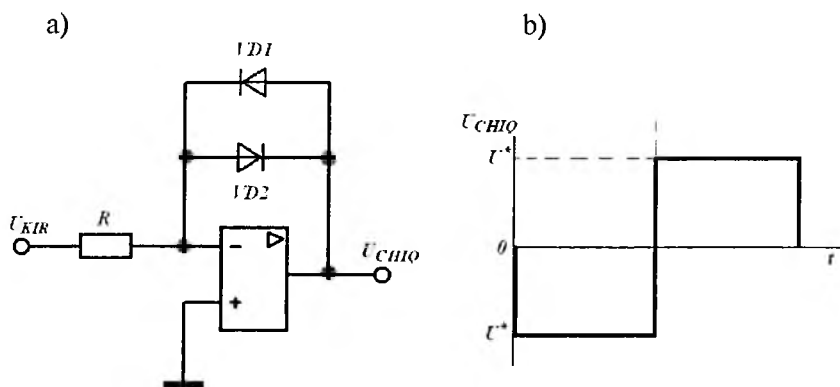 a)
VD1
VD2
U_KIR
R
−
+
U_CHIQ
b)
U_CHIQ
U*
0
t
U*